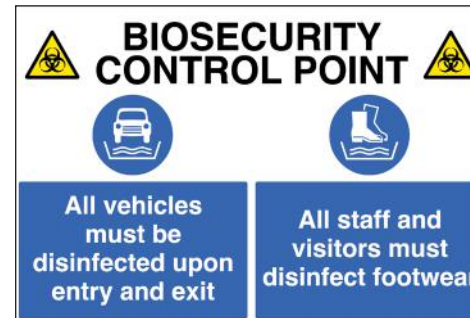 BIOSECURITY
CONTROL POINT
All vehicles
must be
disinfected upon
entry and exit
All staff and
visitors must
disinfect footwear